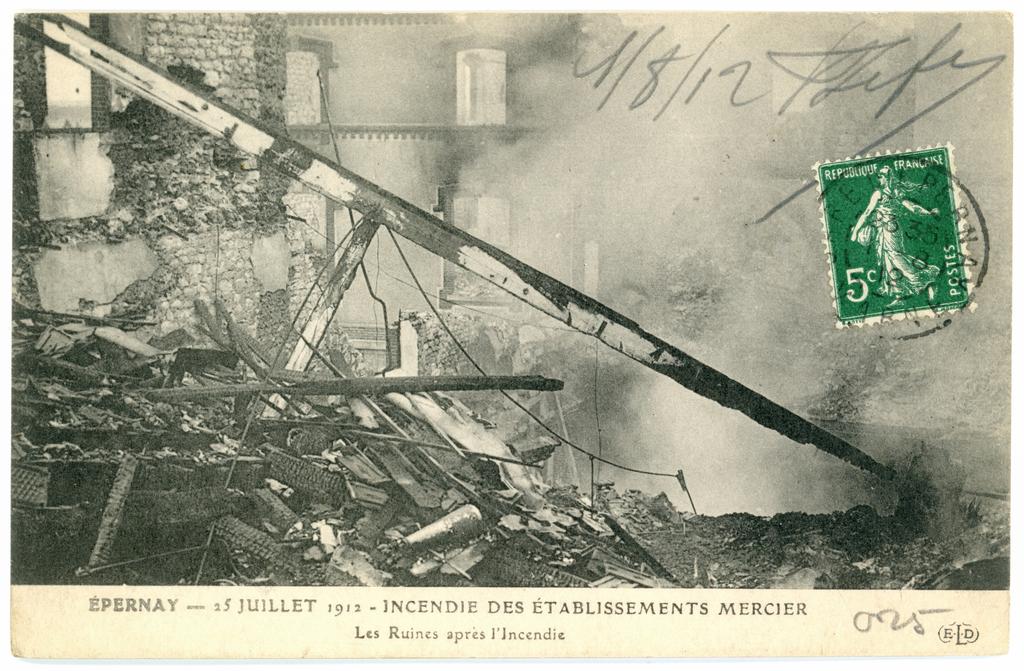 1/8/12
REPUBLIQUE FRANÇAISE
5c
POSTES
ÉPERNAY — 25 JUILLET 1912 - INCENDIE DES ÉTABLISSEMENTS MERCIER
Les Ruines après l'Incendie
025
ELD